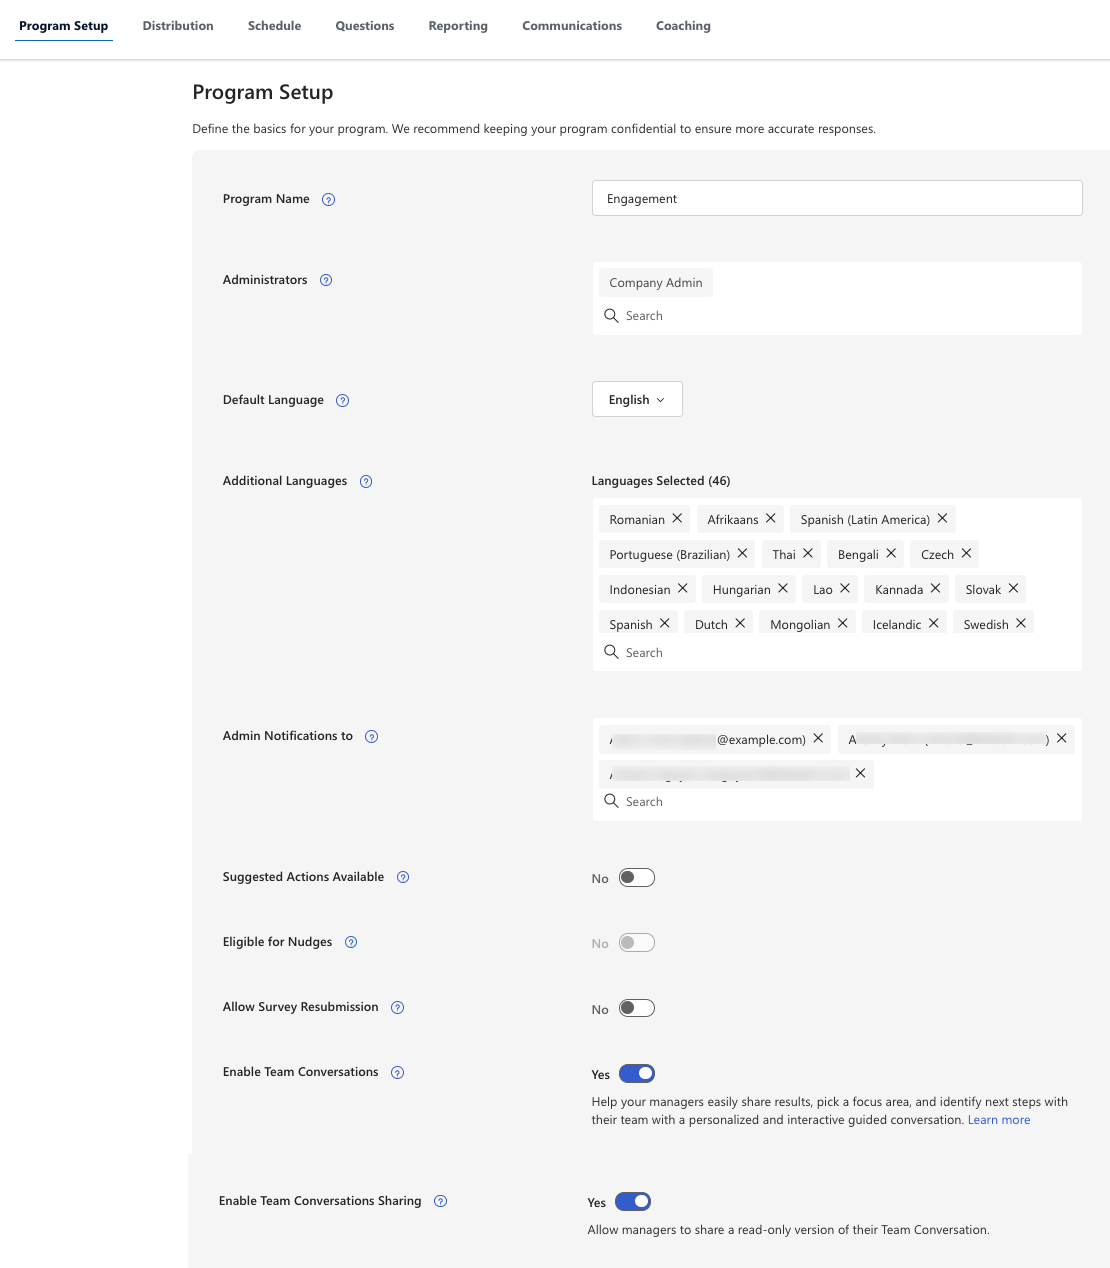 Program Setup Distribution Schedule Questions Reporting Communications Coaching
Program Setup
Define the basics for your program. We recommend keeping your program confidential to ensure more accurate responses.
Program Name
Engagement
Administrators
Company Admin
Search
Default Language
English
Additional Languages
Languages Selected (46)
Romanian Afrikaans Spanish (Latin America)
Portuguese (Brazilian) Thai Bengali Czech
Indonesian Hungarian Lao Kannada Slovak
Spanish Dutch Mongolian Icelandic Swedish
Search
Admin Notifications to
@example.com) A )
Search
Suggested Actions Available
No
Eligible for Nudges
No
Allow Survey Resubmission
No
Enable Team Conversations
Yes
Help your managers easily share results, pick a focus area, and identify next steps with
their team with a personalized and interactive guided conversation. Learn more
Enable Team Conversations Sharing
Yes
Allow managers to share a read-only version of their Team Conversation.